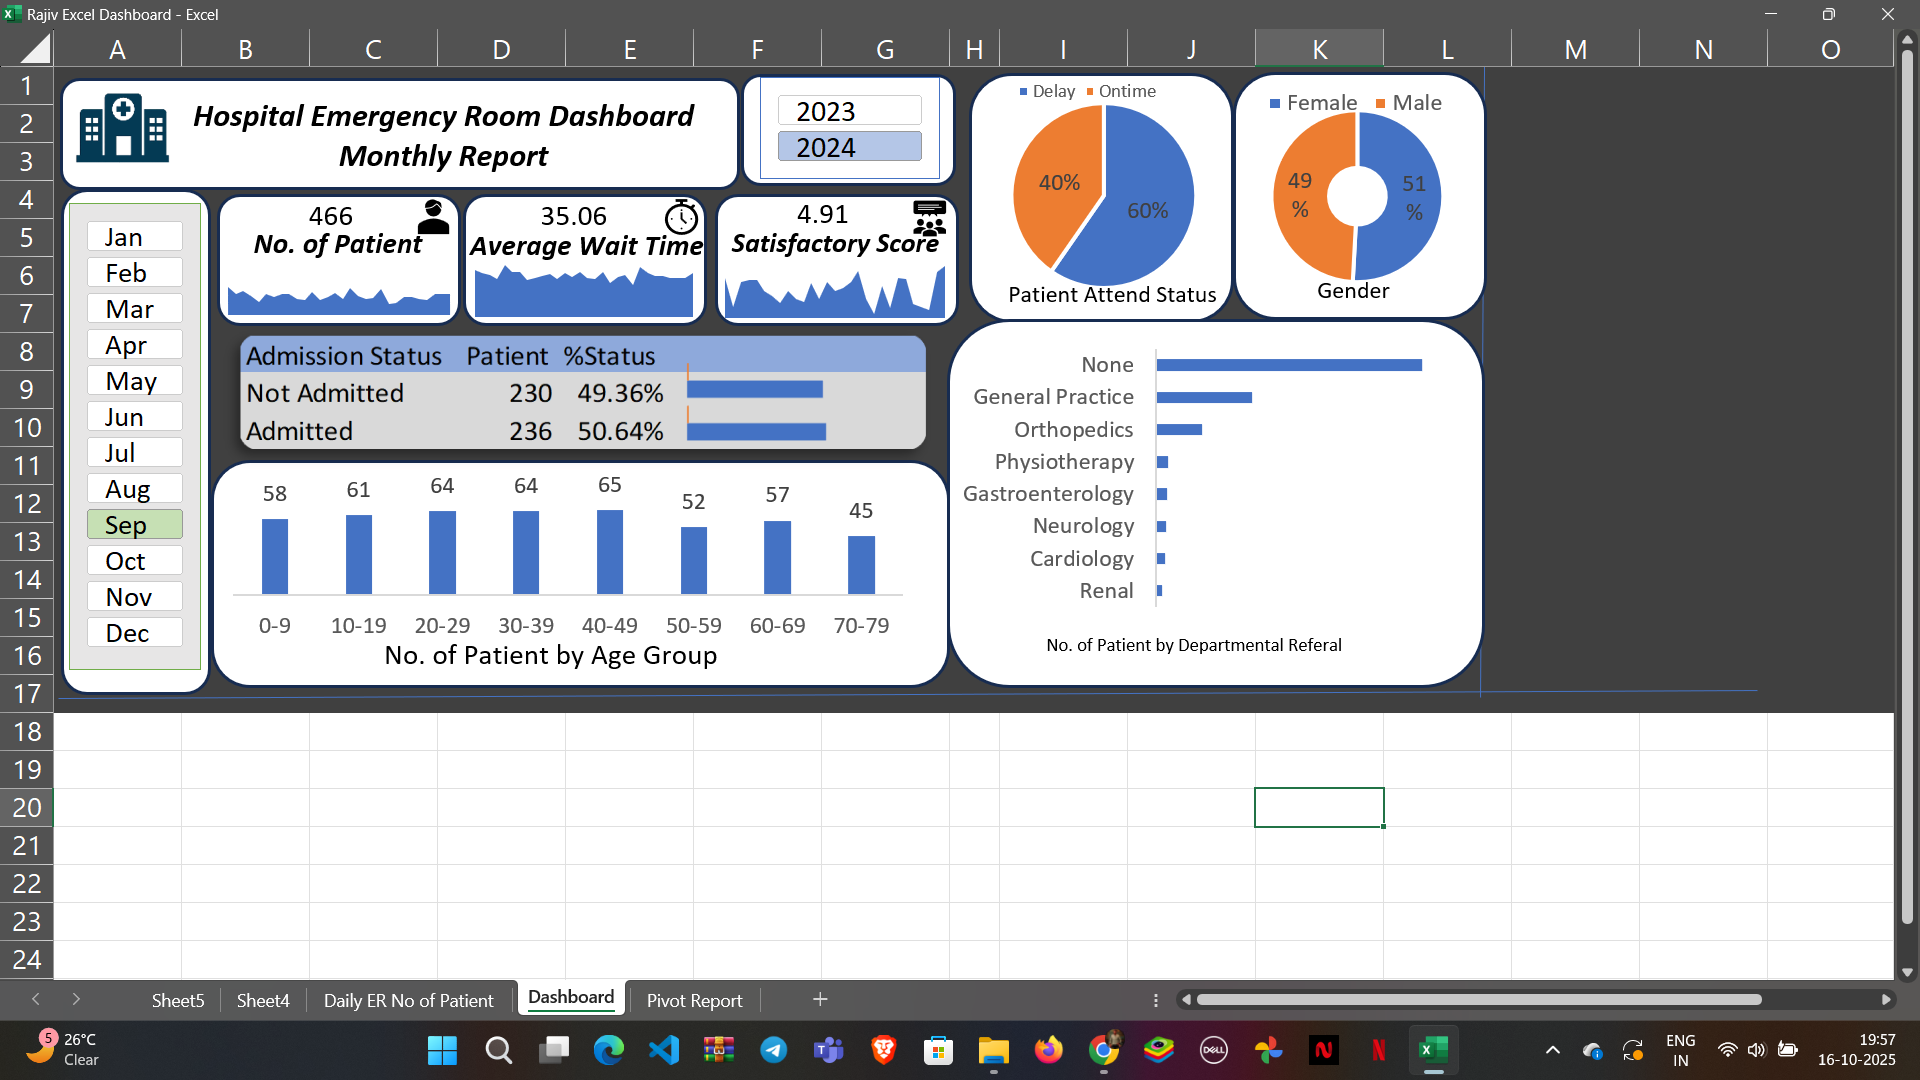 Rajiv Excel Dashboard - Excel
A B C D E F G H I J K L M N O
1
2
3
4
5
6
7
8
9
10
11
12
13
14
15
16
17
18
19
20
21
22
23
24
Hospital Emergency Room Dashboard
Monthly Report
2023
2024
Jan
Feb
Mar
Apr
May
Jun
Jul
Aug
Sep
Oct
Nov
Dec
466
No. of Patient
35.06
Average Wait Time
4.91
Satisfactory Score
Delay Ontime
40%
60%
Patient Attend Status
Female Male
49
%
51
%
Gender
Admission Status Patient %Status
Not Admitted 230 49.36%
Admitted 236 50.64%
58 61 64 64 65 52 57 45
0-9 10-19 20-29 30-39 40-49 50-59 60-69 70-79
No. of Patient by Age Group
None
General Practice
Orthopedics
Physiotherapy
Gastroenterology
Neurology
Cardiology
Renal
No. of Patient by Departmental Referal
Sheet5 Sheet4 Daily ER No of Patient Dashboard Pivot Report
5
26°C
Clear
DELL
ENG
IN
19:57
16-10-2025